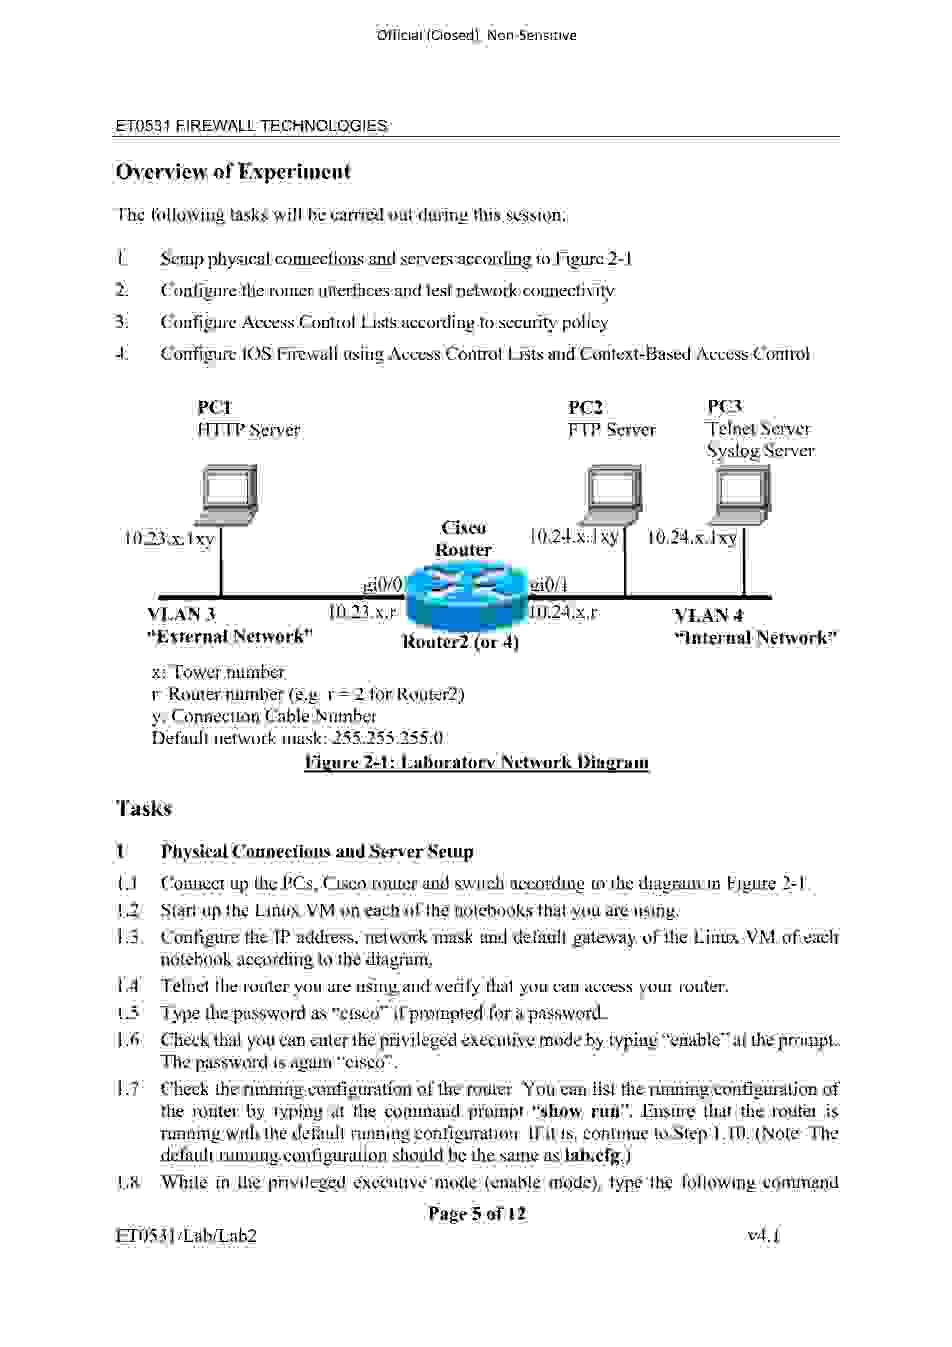 Official (Closed), Non-Sensitive
ET0531 FIREWALL TECHNOLOGIES
Overview of Experiment
The following tasks will be carried out during this session:
1. Setup physical connections and servers according to Figure 2-1
2. Configure the router interfaces and test network connectivity
3. Configure Access Control Lists according to security policy
4. Configure IOS Firewall using Access Control Lists and Context-Based Access Control
PC1
HTTP Server
PC2
FTP Server
PC3
Telnet Server
Syslog Server
10.23.x.1xy
Cisco
Router
10.24.x.1xy
10.24.x.1xy
gi0/0
gi0/1
VLAN 3
"External Network"
10.23.x.r
10.24.x.r
VLAN 4
"Internal Network"
Router2 (or 4)
x: Tower number
r: Router number (e.g. r = 2 for Router2)
y: Connection Cable Number
Default network mask: 255.255.255.0
Figure 2-1: Laboratory Network Diagram
Tasks
1 Physical Connections and Server Setup
1.1 Connect up the PCs, Cisco router and switch according to the diagram in Figure 2-1.
1.2 Start up the Linux VM on each of the notebooks that you are using.
1.3. Configure the IP address, network mask and default gateway of the Linux VM of each
notebook according to the diagram.
1.4 Telnet the router you are using and verify that you can access your router.
1.5 Type the password as "cisco" if prompted for a password.
1.6 Check that you can enter the privileged executive mode by typing "enable" at the prompt.
The password is again "cisco".
1.7 Check the running configuration of the router. You can list the running configuration of
the router by typing at the command prompt "show run". Ensure that the router is
running with the default running configuration. If it is, continue to Step 1.10. (Note: The
default running configuration should be the same as lab.cfg.)
1.8 While in the privileged executive mode (enable mode), type the following command
Page 5 of 12
ET0531/Lab/Lab2
v4.1